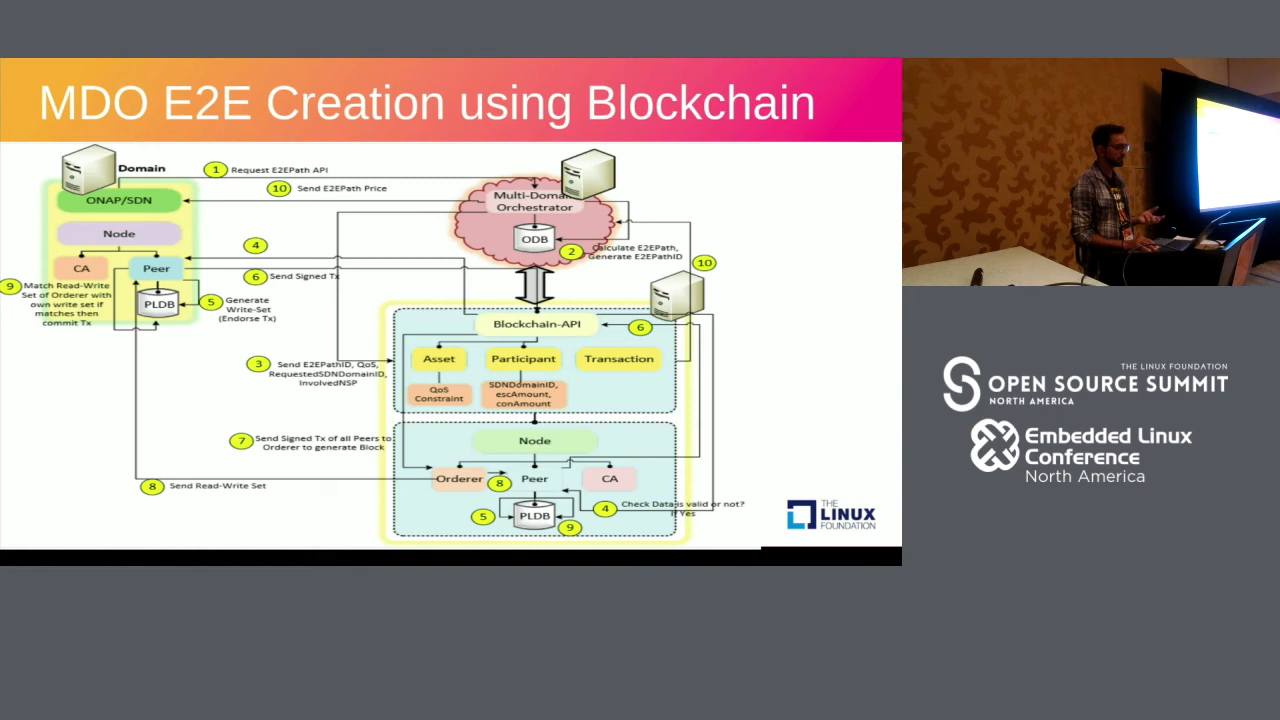 MDO E2E Creation using Blockchain
Domain
ONAP/SDN
Node
CA
Peer
PLDB
1
Request E2EPath API
10
Send E2EPath Price
Multi-Domain
Orchestrator
ODB
2
Calculate E2EPath,
Generate E2EPathID
4
6
Send Signed Tx
10
9
Match Read-Write
Set of Orderer with
own write set if
matches then
commit Tx
5
Generate
Write-Set
(Endorse Tx)
Blockchain-API
6
Asset
Participant
Transaction
QoS
Constraint
SDNDomainID,
escAmount,
conAmount
3
Send E2EPathID, QoS,
RequestedSDNDomainID,
InvolvedNSP
7
Send Signed Tx of all Peers to
Orderer to generate Block
Node
Orderer
8
Peer
CA
8
Send Read-Write Set
5
PLDB
9
4
Check Data is valid or not?
If Yes
THE
LINUX
FOUNDATION
THE LINUX FOUNDATION
OPEN SOURCE SUMMIT
NORTH AMERICA
Embedded Linux
Conference
North America